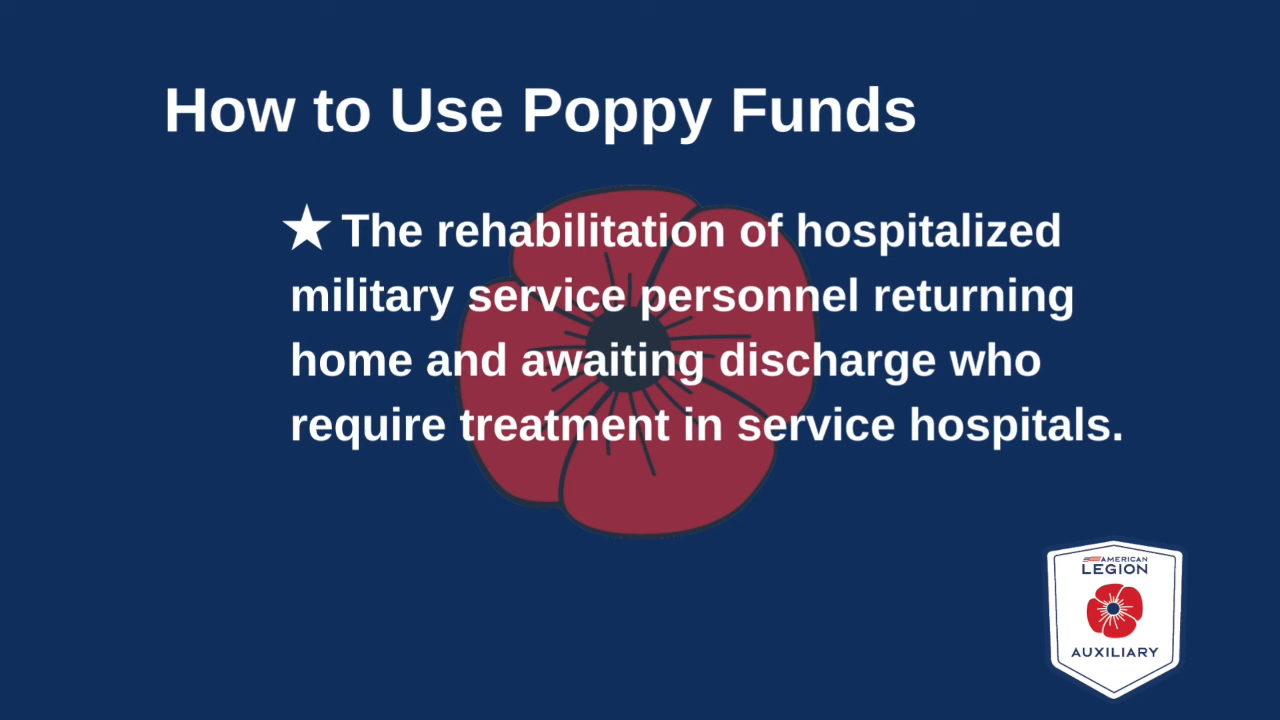 How to Use Poppy Funds
★ The rehabilitation of hospitalized
military service personnel returning
home and awaiting discharge who
require treatment in service hospitals.
AMERICAN
LEGION
AUXILIARY